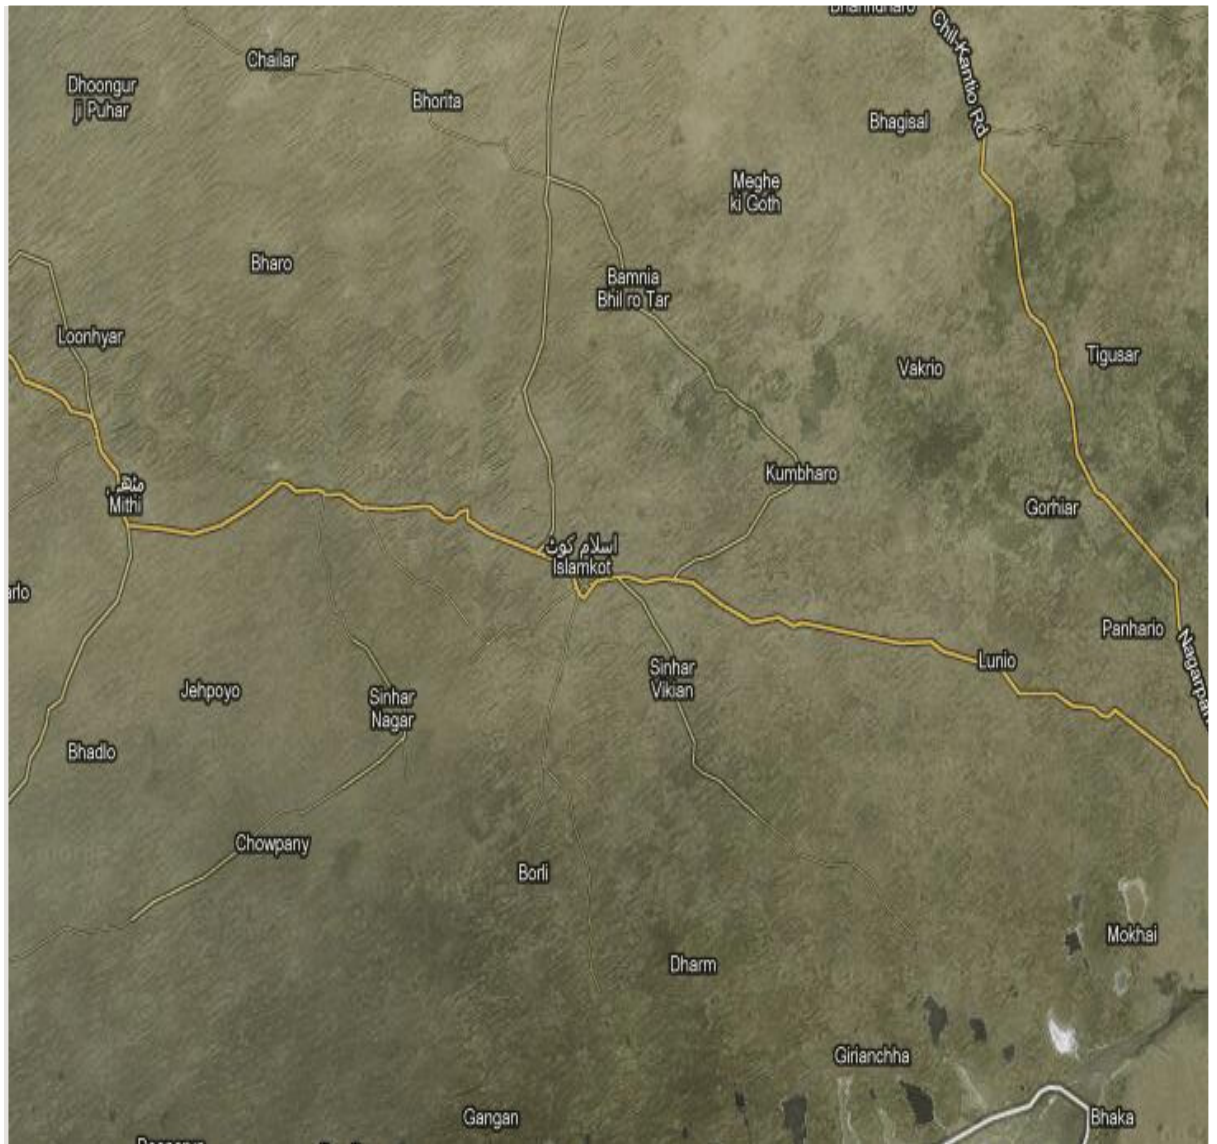 Chil-Kantio Rd
Chailar
Dhoongur
ji Puhar
Bhorita
Bhagisal
Meghe
ki Goth
Bharo
Bamnia
Bhil ro Tar
Loonhyar
Tigusar
Vakrio
Kumbharo
Mithi
Gorhiar
اسلام کوٹ
Islamkot
Panhario
Lunio
Sinhar
Vikian
Jehpoyo
Sinhar
Nagar
Bhadlo
Chowpany
Borli
Mokhai
Dharm
Girianchha
Gangan
Bhaka